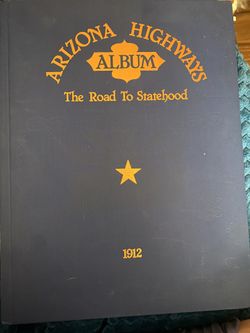 ARIZONA HIGHWAYS
ALBUM
The Road To Statehood
1912